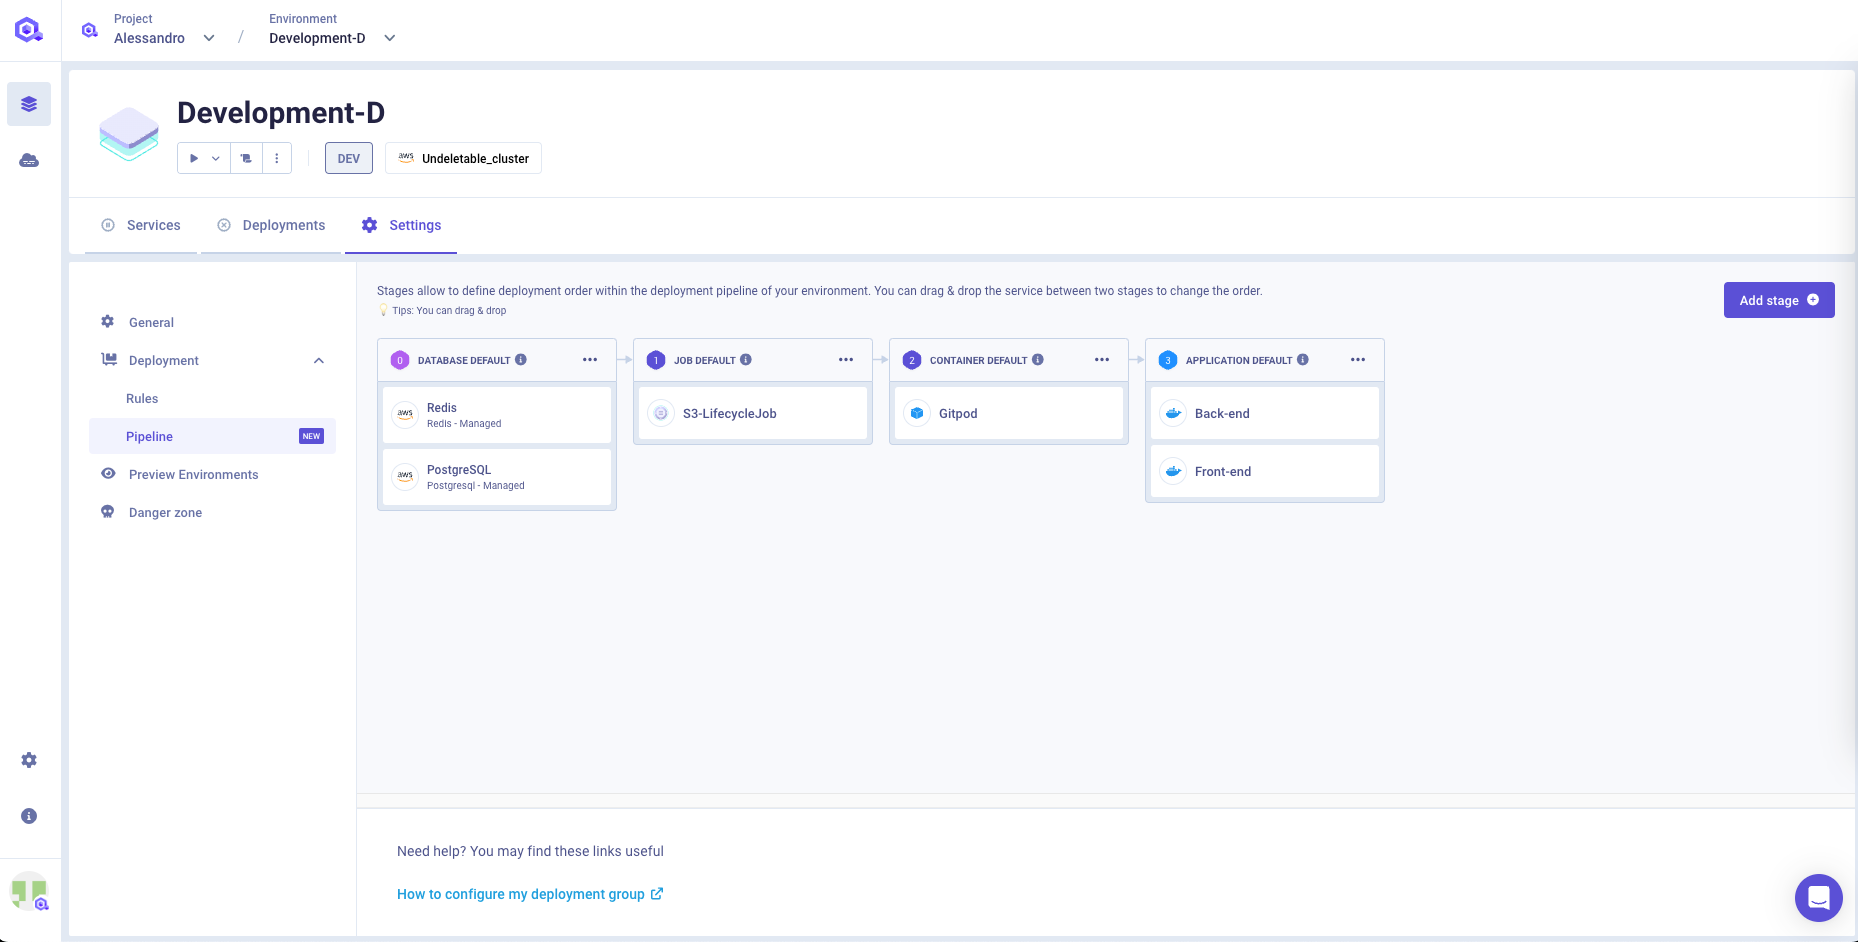 Project
Alessandro
/
Environment
Development-D
Development-D
DEV
aws Undeletable_cluster
Services
Deployments
Settings
General
Deployment
Rules
Pipeline NEW
Preview Environments
Danger zone
Stages allow to define deployment order within the deployment pipeline of your environment. You can drag & drop the service between two stages to change the order.
Tips: You can drag & drop
Add stage
0 DATABASE DEFAULT
aws Redis
Redis - Managed
aws PostgreSQL
Postgresql - Managed
1 JOB DEFAULT
S3-LifecycleJob
2 CONTAINER DEFAULT
Gitpod
3 APPLICATION DEFAULT
Back-end
Front-end
Need help? You may find these links useful
How to configure my deployment group